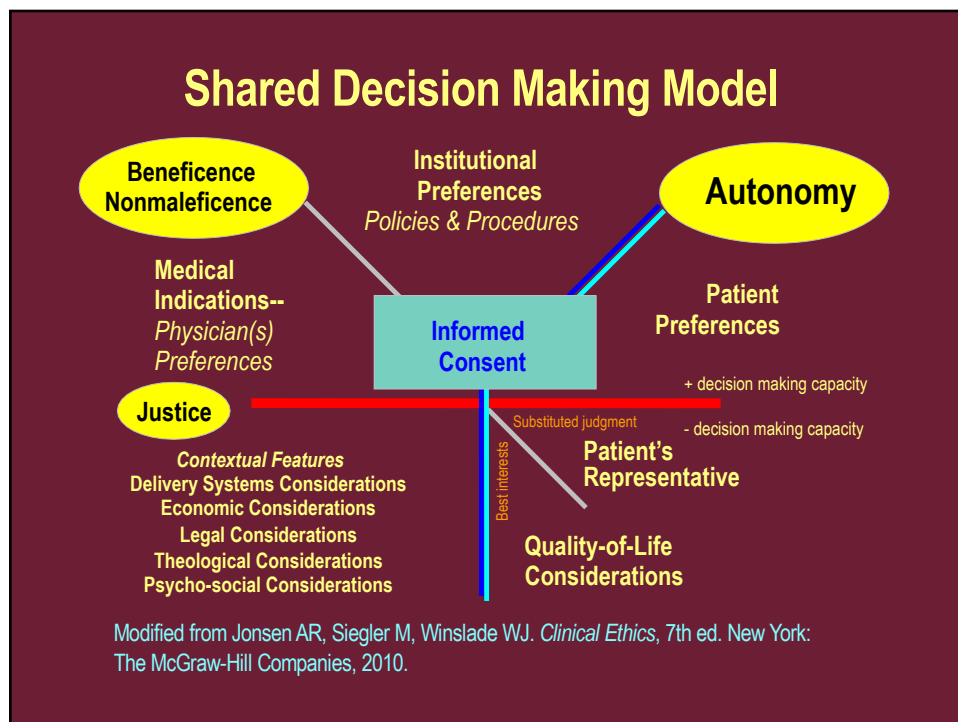 Shared Decision Making Model
Beneficence
Nonmaleficence
Institutional
Preferences
Policies & Procedures
Autonomy
Medical
Indications--
Physician(s)
Preferences
Informed
Consent
Patient
Preferences
+ decision making capacity
- decision making capacity
Justice
Substituted judgment
Best interests
Patient's
Representative
Contextual Features
Delivery Systems Considerations
Economic Considerations
Legal Considerations
Theological Considerations
Psycho-social Considerations
Quality-of-Life
Considerations
Modified from Jonsen AR, Siegler M, Winslade WJ. Clinical Ethics, 7th ed. New York:
The McGraw-Hill Companies, 2010.